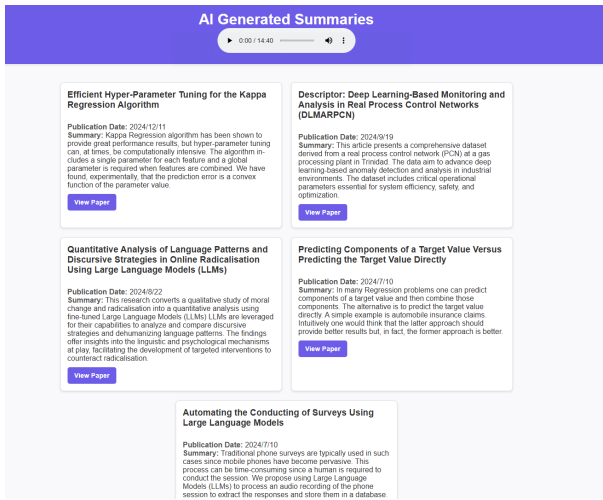 AI Generated Summaries
0:00 / 14:40
Efficient Hyper-Parameter Tuning for the Kappa
Regression Algorithm
Publication Date: 2024/12/11
Summary: Kappa Regression algorithm has been shown to
provide great performance results, but hyper-parameter tuning
can, at times, be computationally intensive. The algorithm in-
cludes a single parameter for each feature and a global
parameter is required when features are combined. We have
found, experimentally, that the prediction error is a convex
function of the parameter value.
View Paper
Descriptor: Deep Learning-Based Monitoring and
Analysis in Real Process Control Networks
(DLMARPCN)
Publication Date: 2024/9/19
Summary: This article presents a comprehensive dataset
derived from a real process control network (PCN) at a gas
processing plant in Trinidad. The data aim to advance deep
learning-based anomaly detection and analysis in industrial
environments. The dataset includes critical operational
parameters essential for system efficiency, safety, and
optimization.
View Paper
Quantitative Analysis of Language Patterns and
Discursive Strategies in Online Radicalisation
Using Large Language Models (LLMs)
Publication Date: 2024/8/22
Summary: This research converts a qualitative study of moral
change and radicalisation into a quantitative analysis using
fine-tuned Large Language Models (LLMs) LLMs are leveraged
for their capabilities to analyze and compare discursive
strategies and dehumanizing language patterns. The findings
offer insights into the linguistic and psychological mechanisms
at play, facilitating the development of targeted interventions to
counteract radicalisation.
View Paper
Predicting Components of a Target Value Versus
Predicting the Target Value Directly
Publication Date: 2024/7/10
Summary: In many Regression problems one can predict
components of a target value and then combine those
components. The alternative is to predict the target value
directly. A simple example is automobile insurance claims.
Intuitively one would think that the latter approach should
provide better results but, in fact, the former approach is better.
View Paper
Automating the Conducting of Surveys Using
Large Language Models
Publication Date: 2024/7/10
Summary: Traditional phone surveys are typically used in such
cases since mobile phones have become pervasive. This
process can be time-consuming since a human is required to
conduct the session. We propose using Large Language
Models (LLMs) to process an audio recording of the phone
session to extract the responses and store them in a database.